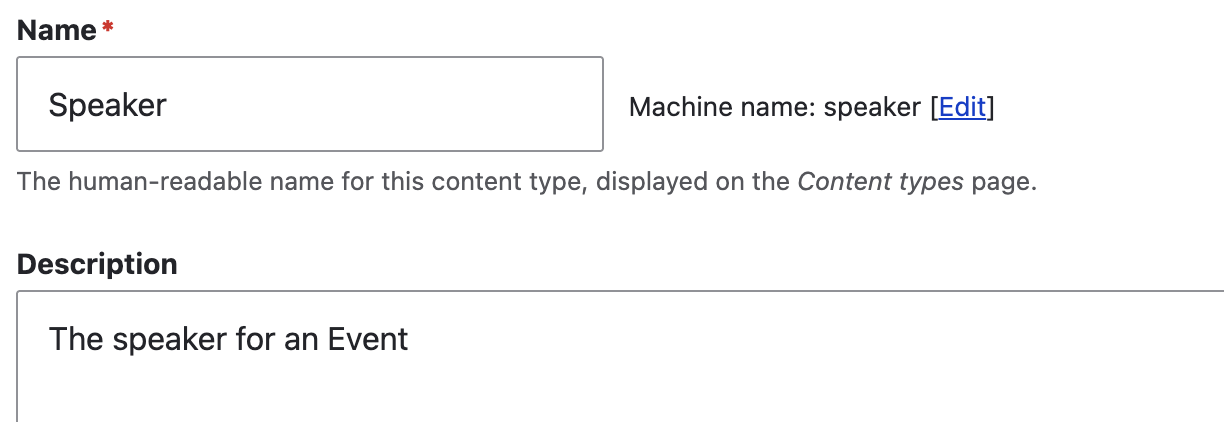 Name*
Speaker
Machine name: speaker [Edit]
The human-readable name for this content type, displayed on the Content types page.
Description
The speaker for an Event